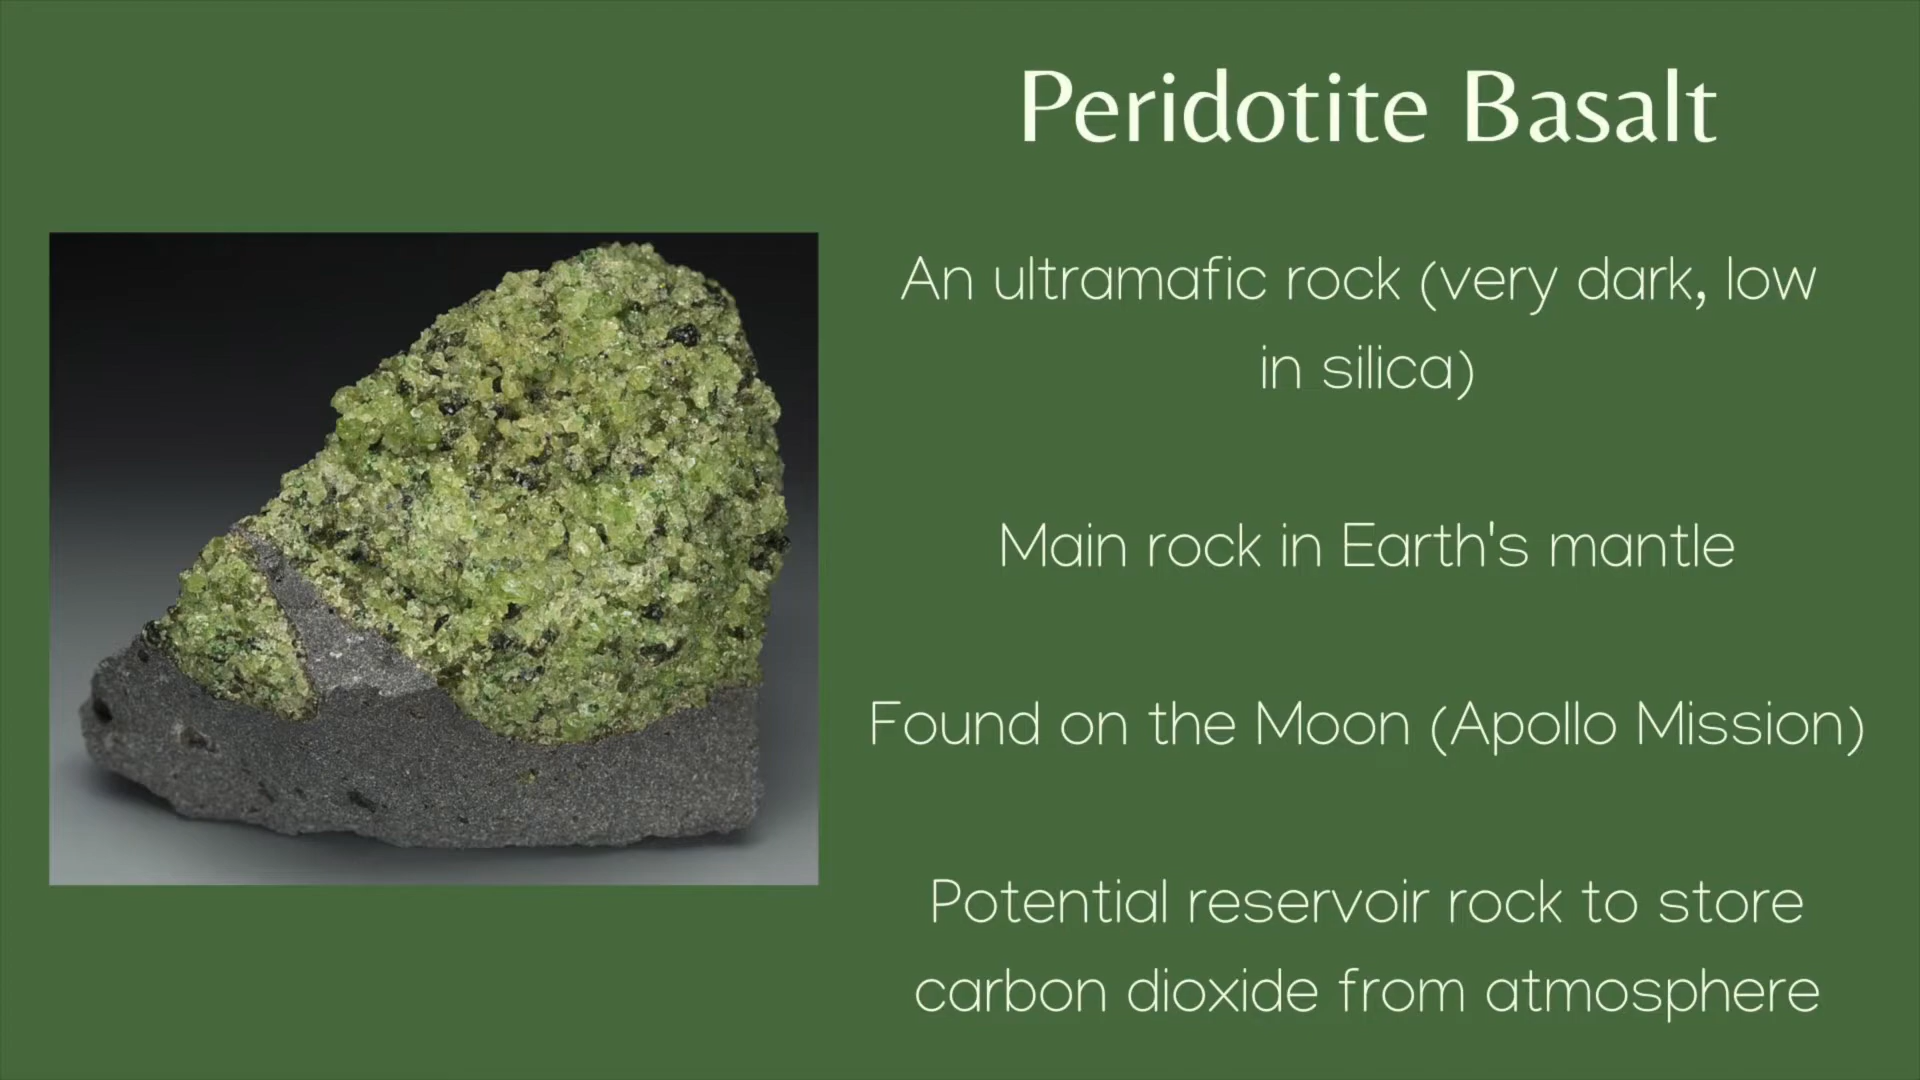 Peridotite Basalt
An ultramafic rock (very dark, low
in silica)
Main rock in Earth's mantle
Found on the Moon (Apollo Mission)
Potential reservoir rock to store
carbon dioxide from atmosphere